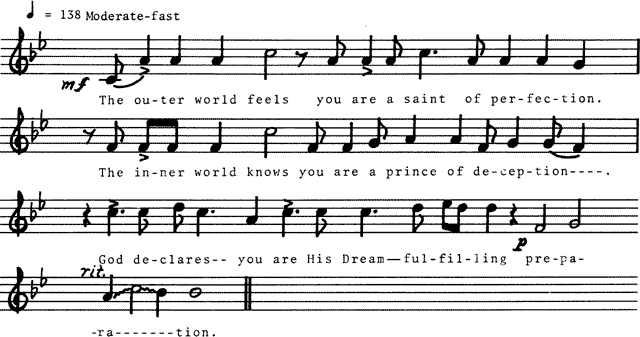 ♩ = 138 Moderate-fast
mf
The ou-ter world feels you are a saint of per-fec-tion.
The in-ner world knows you are a prince of de-cep-tion----.
p
God de-clares-- you are His Dream—ful-fil-ling pre-pa-
rit.
-ra-------tion.